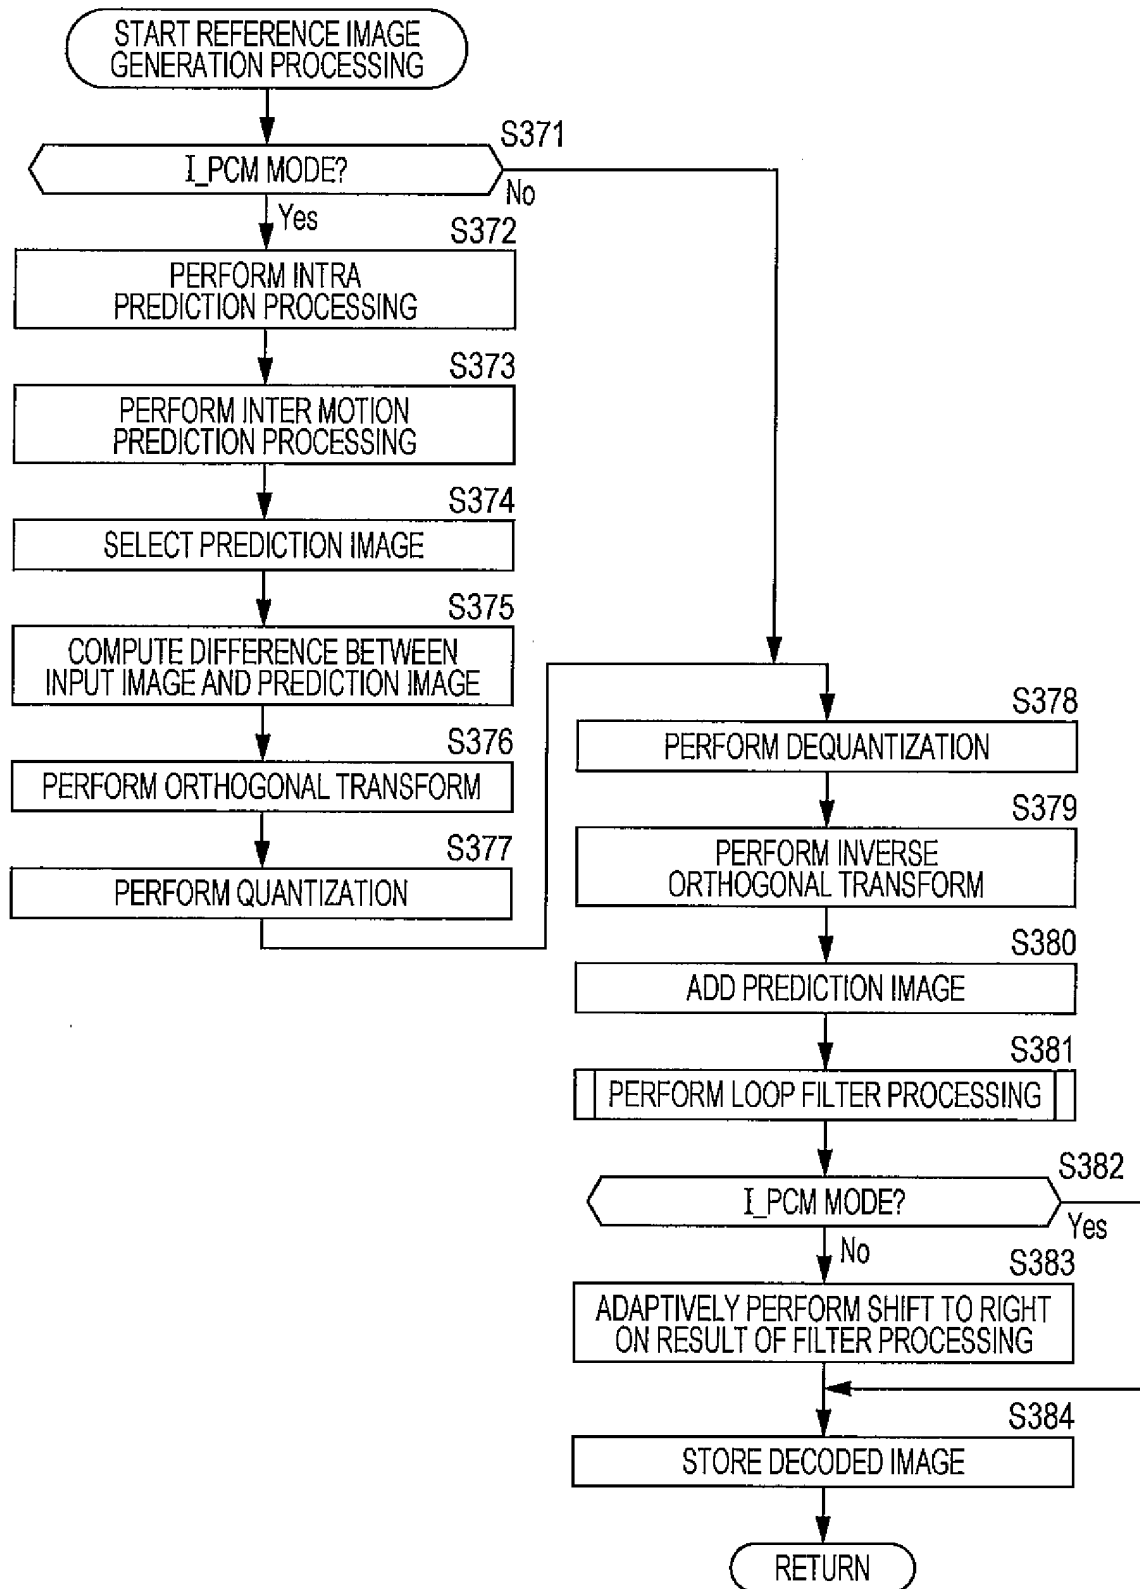 START REFERENCE IMAGE
GENERATION PROCESSING
S371
I_PCM MODE?
No
Yes
S372
PERFORM INTRA
PREDICTION PROCESSING
S373
PERFORM INTER MOTION
PREDICTION PROCESSING
S374
SELECT PREDICTION IMAGE
S375
COMPUTE DIFFERENCE BETWEEN
INPUT IMAGE AND PREDICTION IMAGE
S376
PERFORM ORTHOGONAL TRANSFORM
S377
PERFORM QUANTIZATION
S378
PERFORM DEQUANTIZATION
S379
PERFORM INVERSE
ORTHOGONAL TRANSFORM
S380
ADD PREDICTION IMAGE
S381
PERFORM LOOP FILTER PROCESSING
S382
I_PCM MODE?
Yes
No
S383
ADAPTIVELY PERFORM SHIFT TO RIGHT
ON RESULT OF FILTER PROCESSING
S384
STORE DECODED IMAGE
RETURN